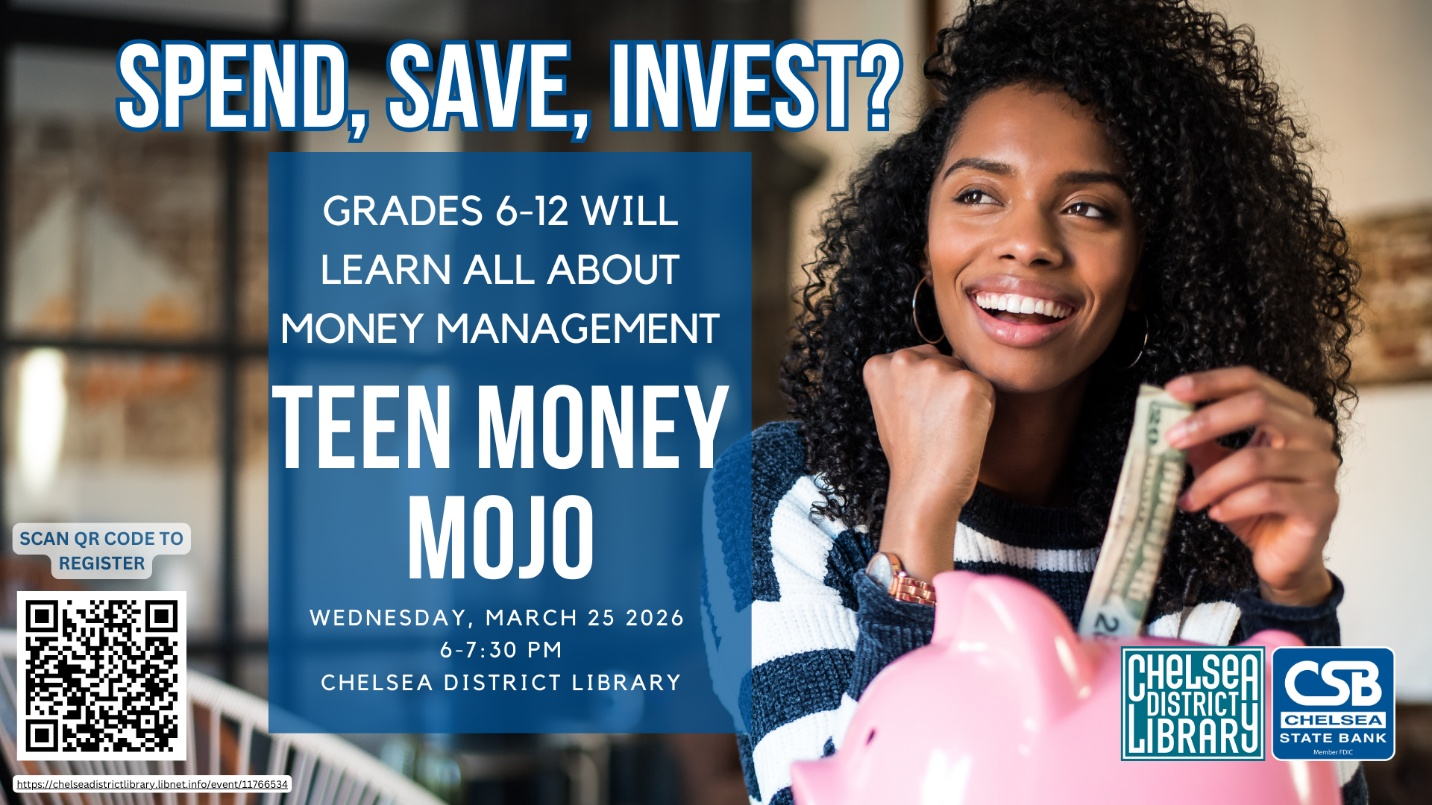 SPEND, SAVE, INVEST?
GRADES 6-12 WILL
LEARN ALL ABOUT
MONEY MANAGEMENT
TEEN MONEY
MOJO
WEDNESDAY, MARCH 25 2026
6-7:30 PM
CHELSEA DISTRICT LIBRARY
SCAN QR CODE TO
REGISTER
https://chelseadistrictlibrary.libnet.info/event/11766534
20
CHELSEA
DISTRICT
LIBRARY
CSB
CHELSEA
STATE BANK
Member FDIC